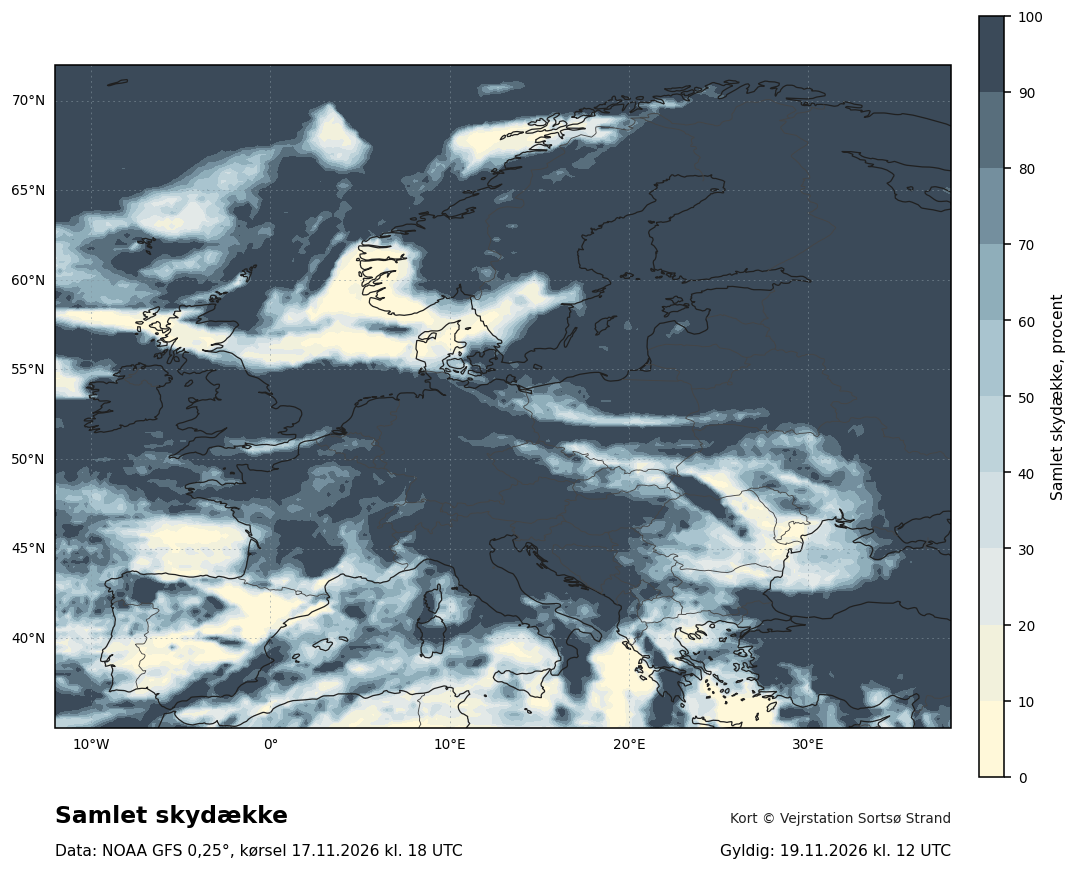 100
90
80
70
60
50
40
30
20
10
0
Samlet skydække, procent
70°N
65°N
60°N
55°N
50°N
45°N
40°N
10°W
0°
10°E
20°E
30°E
Samlet skydække
Kort © Vejrstation Sortsø Strand
Data: NOAA GFS 0,25°, kørsel 17.11.2026 kl. 18 UTC
Gyldig: 19.11.2026 kl. 12 UTC